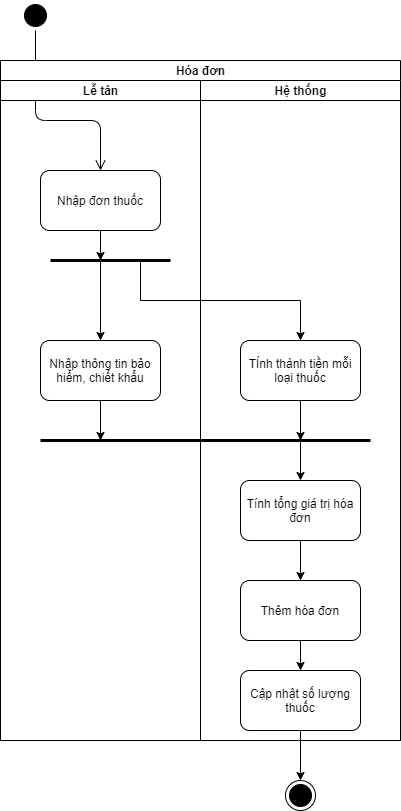 Hóa đơn
Lễ tân
Hệ thống
Nhập đơn thuốc
Nhập thông tin bảo
hiểm, chiết khấu
TÍnh thành tiền mỗi
loại thuốc
Tính tổng giá trị hóa
đơn
Thêm hóa đơn
Cập nhật số lượng
thuốc